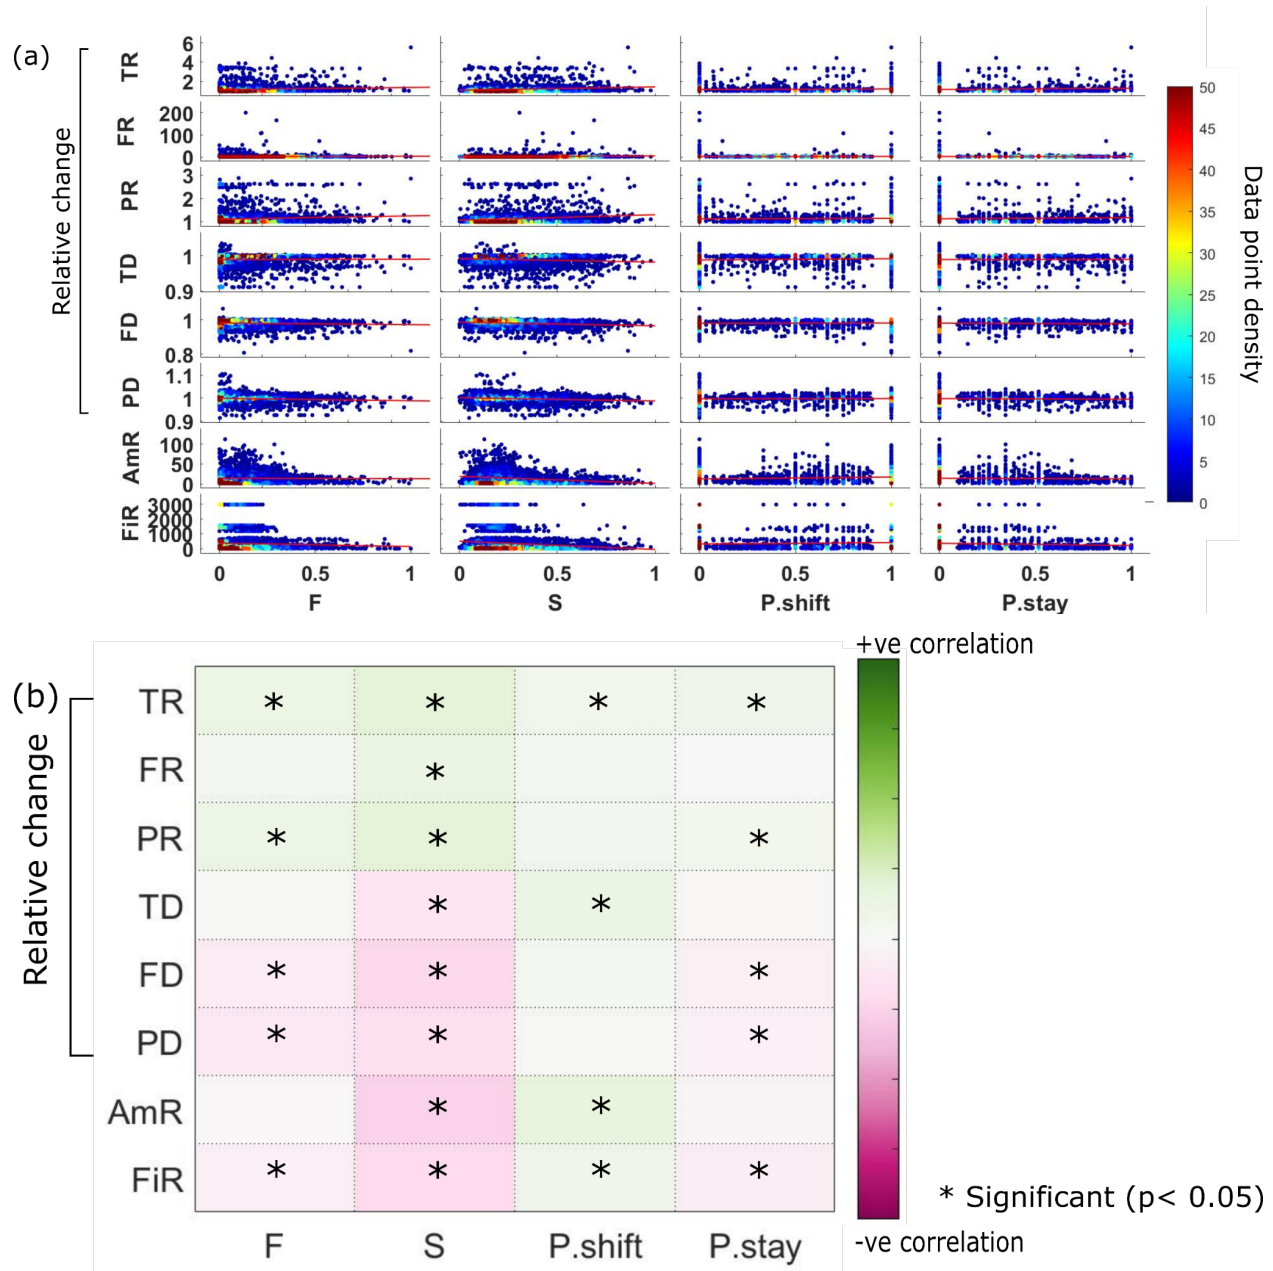 (a)
Relative change
TR
6
4
2
FR
200
100
0
PR
3
2
1
TD
1
0.9
FD
1
0.8
PD
1.1
1
0.9
AmR
100
50
0
FiR
3000
2000
1000
0
0 0.5 1
0 0.5 1
0 0.5 1
0 0.5 1
F
S
P.shift
P.stay
50
45
40
35
30
25
20
15
10
5
0
Data point density
(b)
Relative change
+ve correlation
TR * * * *
FR *
PR * * *
TD * *
FD * * *
PD * * *
AmR * *
FiR * * * *
F S P.shift P.stay
* Significant (p< 0.05)
-ve correlation